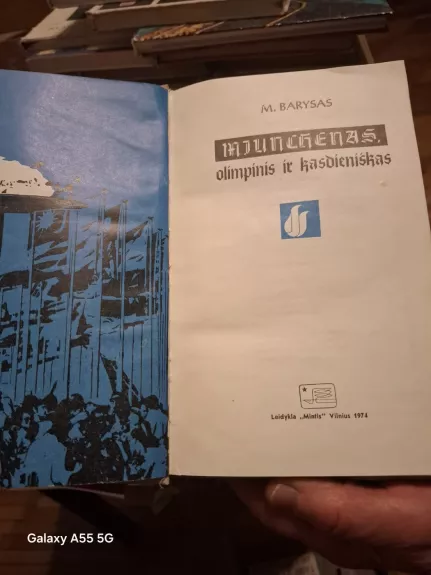 M. BARYSAS
MIUNCHENAS,
olimpinis ir kasdieniškas
Leidykla „Mintis“ Vilnius 1974
Galaxy A55 5G